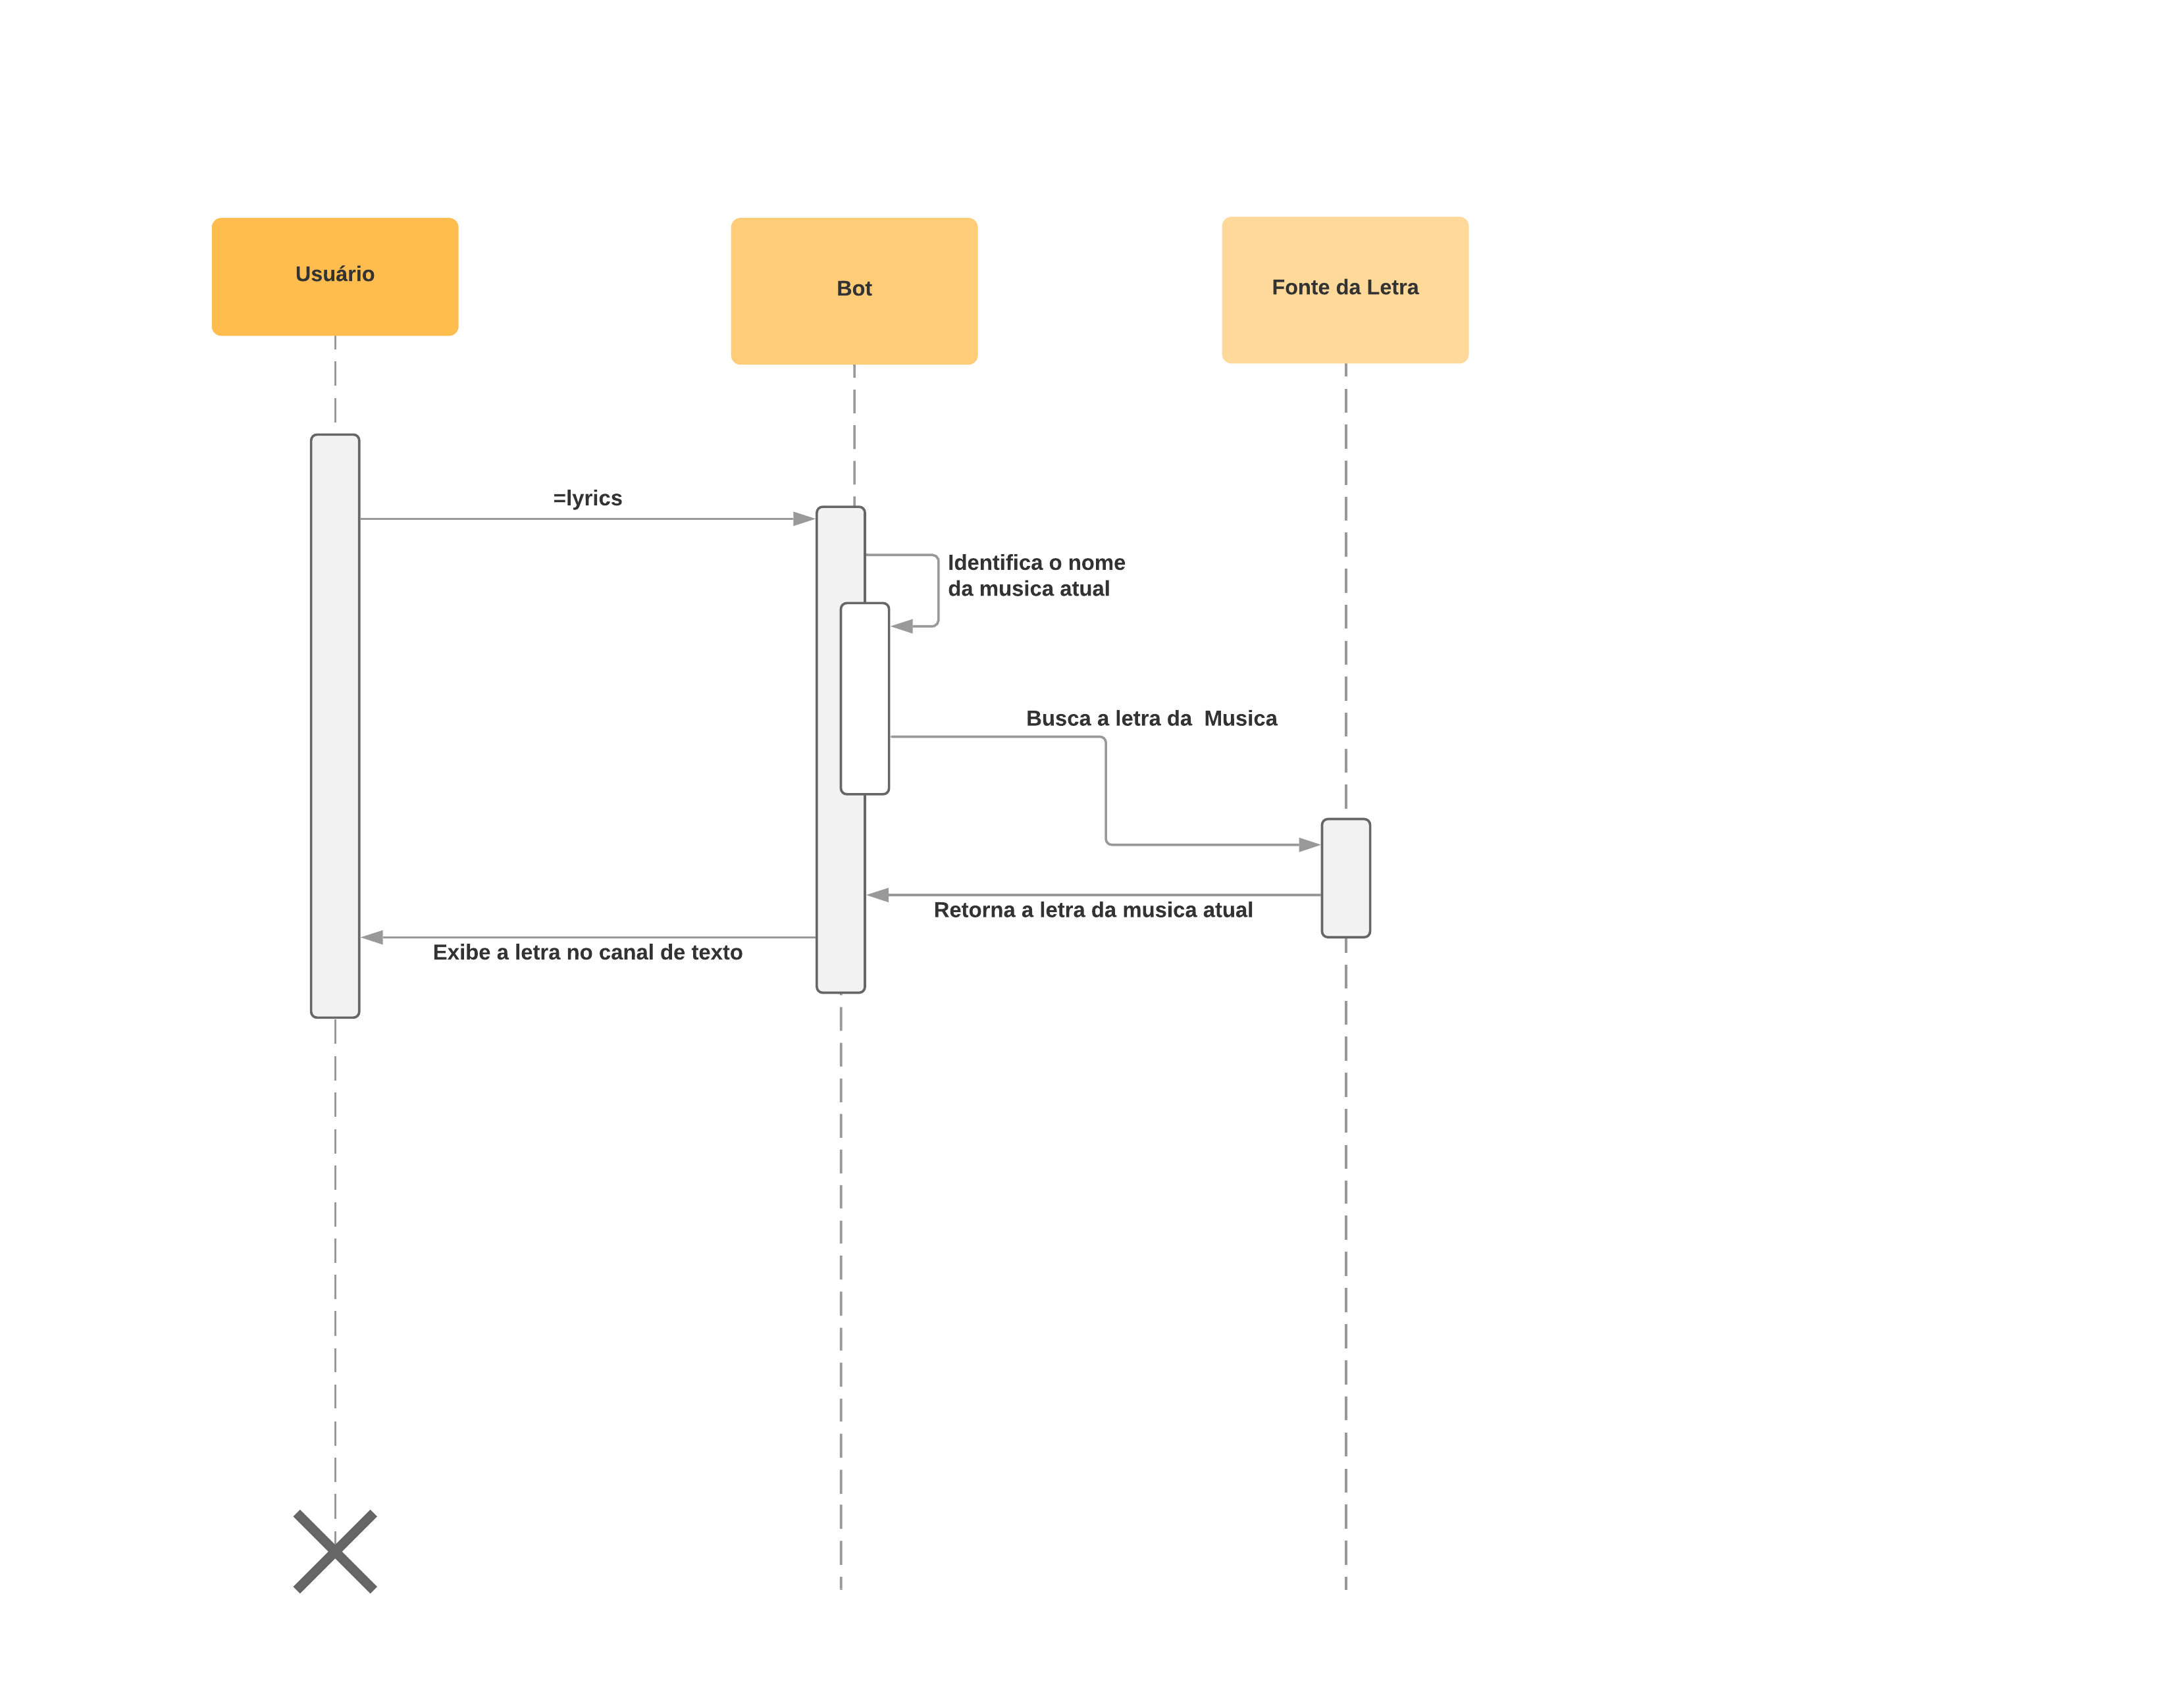 Usuário
Bot
Fonte da Letra
=lyrics
Identifica o nome
da musica atual
Busca a letra da  Musica
Retorna a letra da musica atual
Exibe a letra no canal de texto